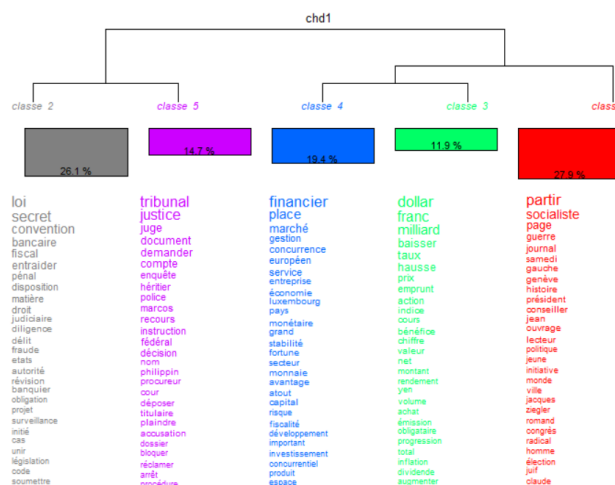 chd1
classe 2
classe 5
classe 4
classe 3
class
26.1 %
14.7 %
19.4 %
11.9 %
27.9 %
loi
secret
convention
bancaire
fiscal
entraider
pénal
disposition
matière
droit
judiciaire
diligence
délit
fraude
etats
autorité
révision
banquier
obligation
projet
surveillance
initié
cas
unir
législation
code
soumettre
tribunal
justice
juge
document
demander
compte
enquête
héritier
police
marcos
recours
instruction
fédéral
décision
nom
philippin
procureur
cour
déposer
titulaire
plaindre
accusation
dossier
bloquer
réclamer
arrêt
procédure
financier
place
marché
gestion
concurrence
européen
service
entreprise
économie
luxembourg
pays
monétaire
grand
stabilité
fortune
secteur
monnaie
avantage
atout
capital
risque
fiscalité
développement
important
investissement
concurrentiel
produit
espace
dollar
franc
milliard
baisser
taux
hausse
prix
emprunt
action
indice
cours
bénéfice
chiffre
valeur
net
montant
rendement
yen
volume
achat
émission
obligataire
progression
total
inflation
dividende
augmenter
partir
socialiste
page
guerre
journal
samedi
gauche
genève
histoire
président
conseiller
jean
ouvrage
lecteur
politique
jeune
initiative
monde
ville
jacques
ziegler
romand
congrès
radical
homme
élection
juif
claude